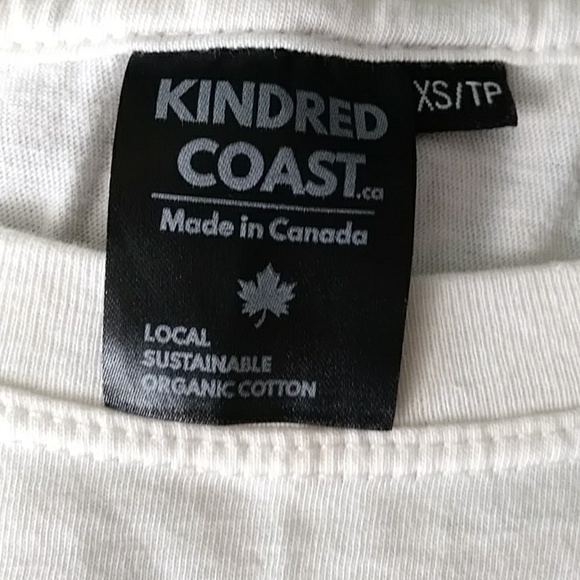 KINDRED
COAST.ca
Made in Canada
LOCAL
SUSTAINABLE
ORGANIC COTTON
XS/TP